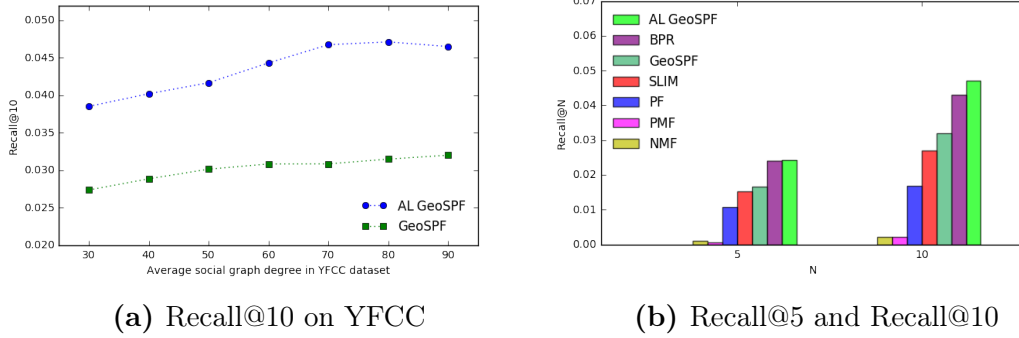 0.050
0.045
0.040
0.035
0.030
0.025
0.020
Recall@10
AL GeoSPF
GeoSPF
30 40 50 60 70 80 90
Average social graph degree in YFCC dataset
(a) Recall@10 on YFCC
0.07
0.06
0.05
0.04
0.03
0.02
0.01
0.00
Recall@N
AL GeoSPF
BPR
GeoSPF
SLIM
PF
PMF
NMF
5 10
N
(b) Recall@5 and Recall@10